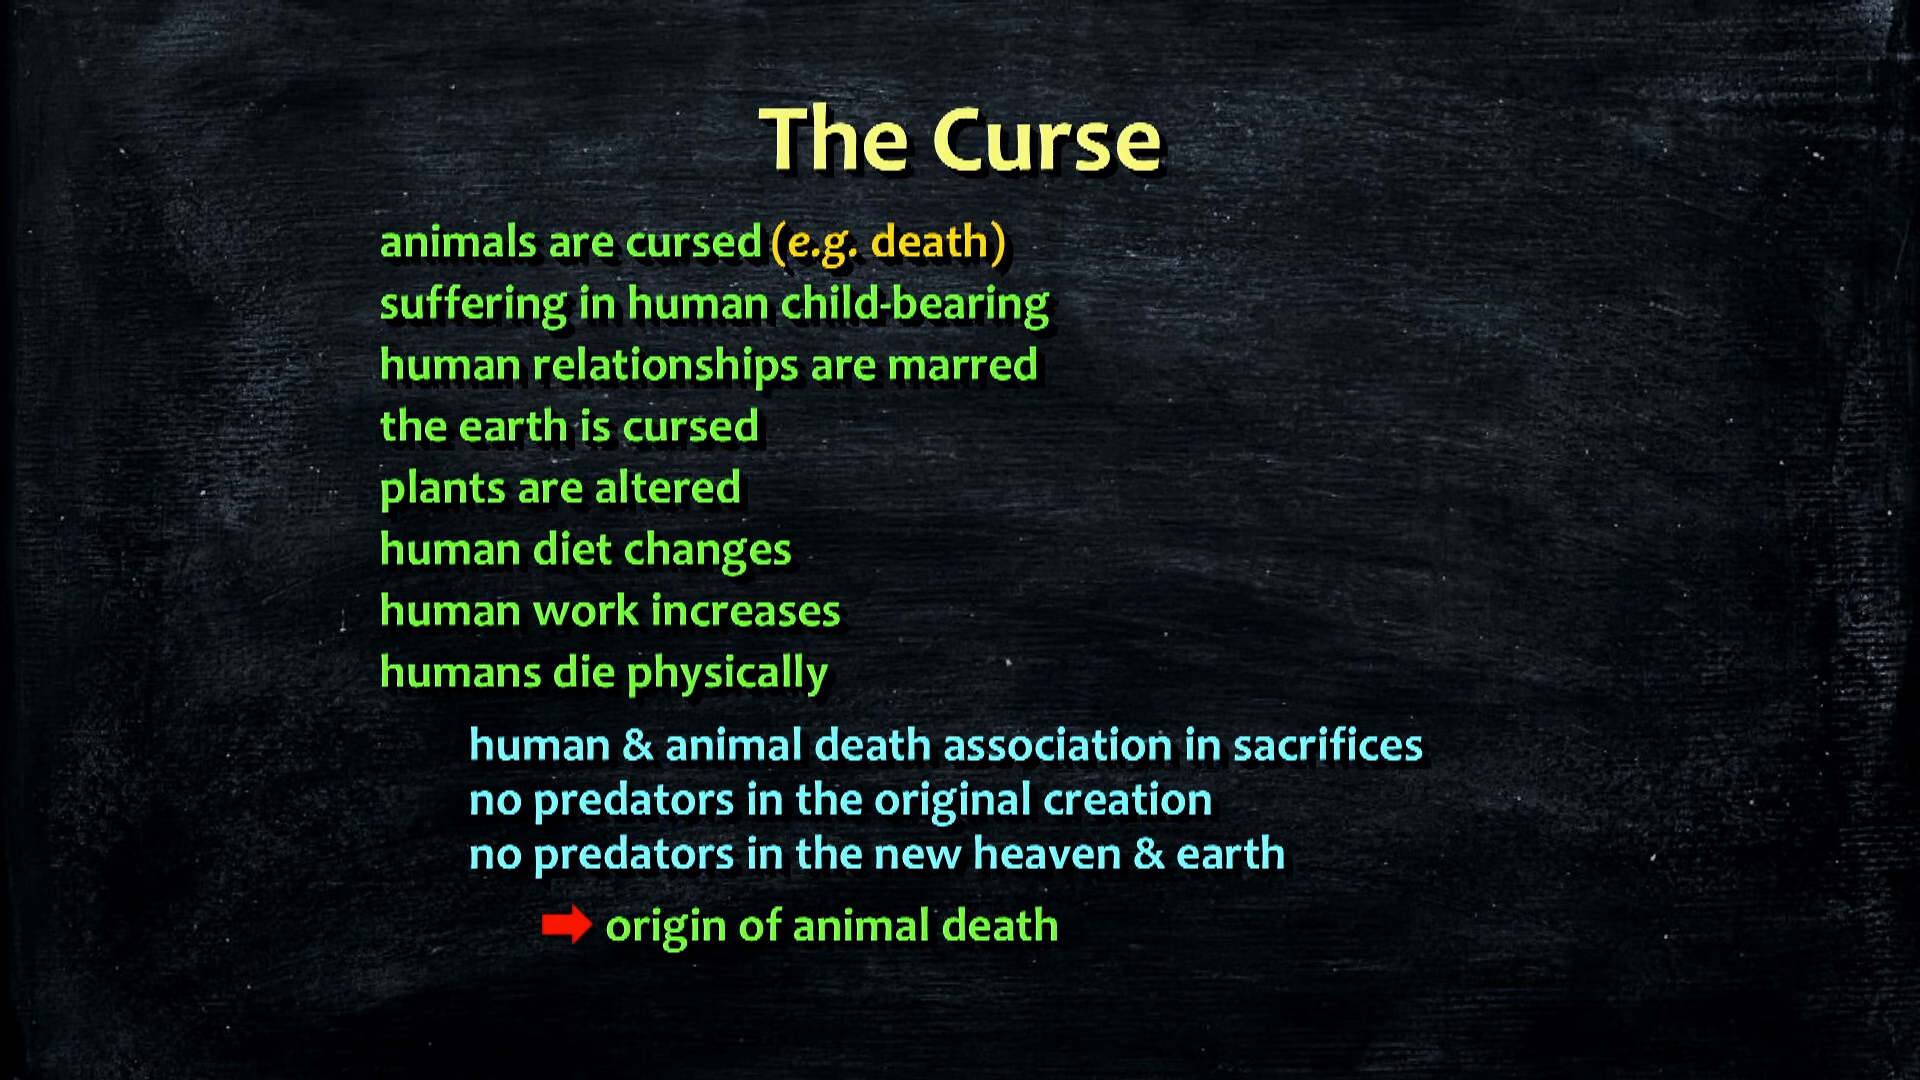 The Curse
animals are cursed (e.g. death)
suffering in human child-bearing
human relationships are marred
the earth is cursed
plants are altered
human diet changes
human work increases
humans die physically
human & animal death association in sacrifices
no predators in the original creation
no predators in the new heaven & earth
origin of animal death